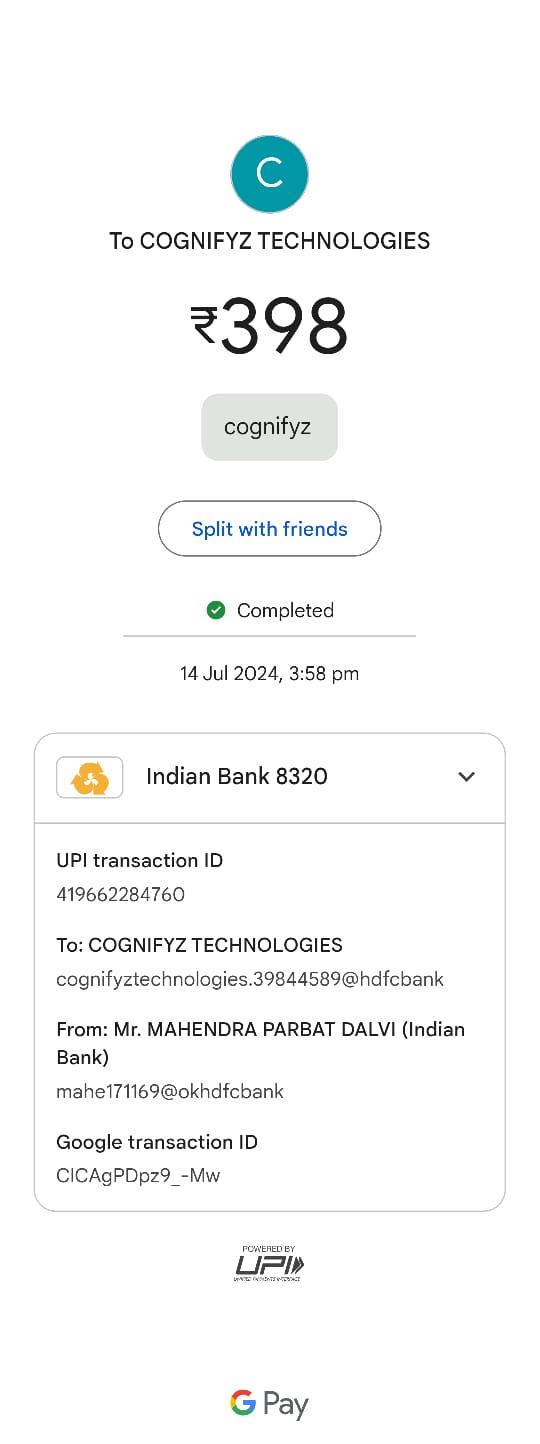 C
To COGNIFYZ TECHNOLOGIES
₹398
cognifyz
Split with friends
Completed
14 Jul 2024, 3:58 pm
Indian Bank 8320
UPI transaction ID
419662284760
To: COGNIFYZ TECHNOLOGIES
cognifyztechnologies.39844589@hdfcbank
From: Mr. MAHENDRA PARBAT DALVI (Indian
Bank)
mahe171169@okhdfcbank
Google transaction ID
CICAgPDpz9_-Mw
POWERED BY
UPI
UNIFIED PAYMENTS INTERFACE
G Pay